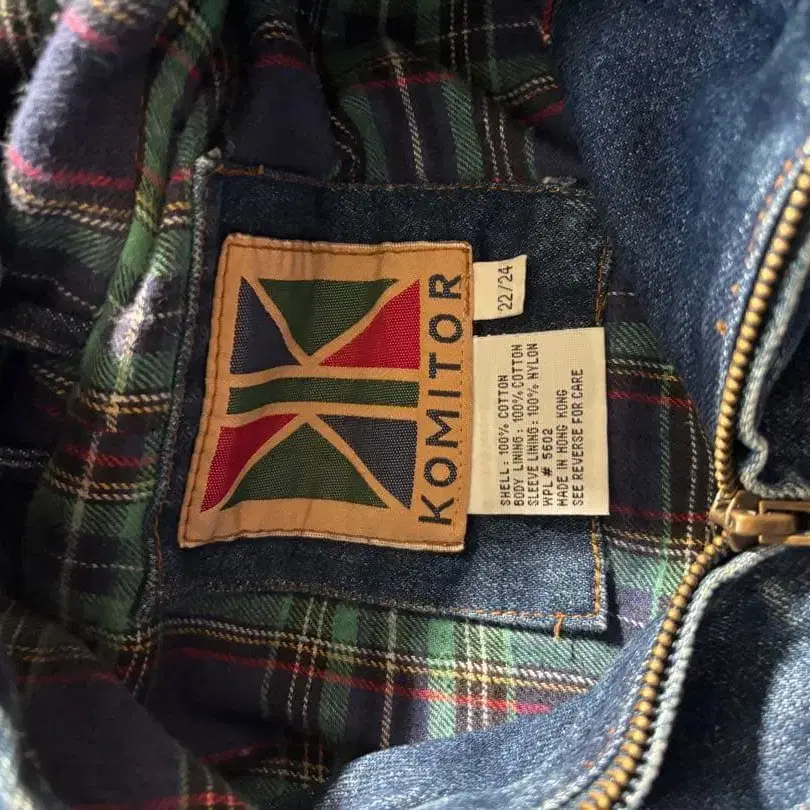 KOMITOR
22/24
SHELL: 100% COTTON
BODY LINING: 100% COTTON
SLEEVE LINING: 100% NYLON
WPL # 5602
MADE IN HONG KONG
SEE REVERSE FOR CARE